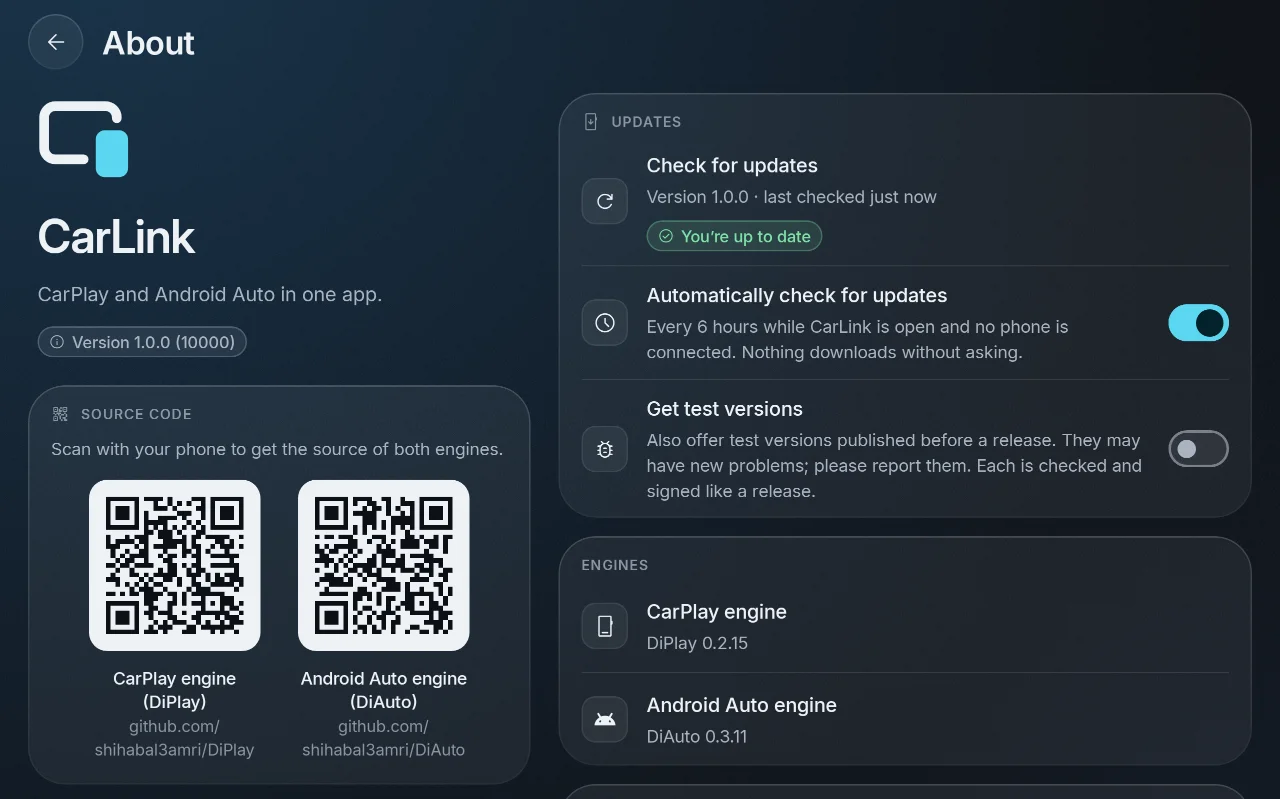 About
CarLink
CarPlay and Android Auto in one app.
Version 1.0.0 (10000)
SOURCE CODE
Scan with your phone to get the source of both engines.
CarPlay engine
(DiPlay)
github.com/
shihabal3amri/DiPlay
Android Auto engine
(DiAuto)
github.com/
shihabal3amri/DiAuto
UPDATES
Check for updates
Version 1.0.0 · last checked just now
You’re up to date
Automatically check for updates
Every 6 hours while CarLink is open and no phone is
connected. Nothing downloads without asking.
Get test versions
Also offer test versions published before a release. They may
have new problems; please report them. Each is checked and
signed like a release.
ENGINES
CarPlay engine
DiPlay 0.2.15
Android Auto engine
DiAuto 0.3.11